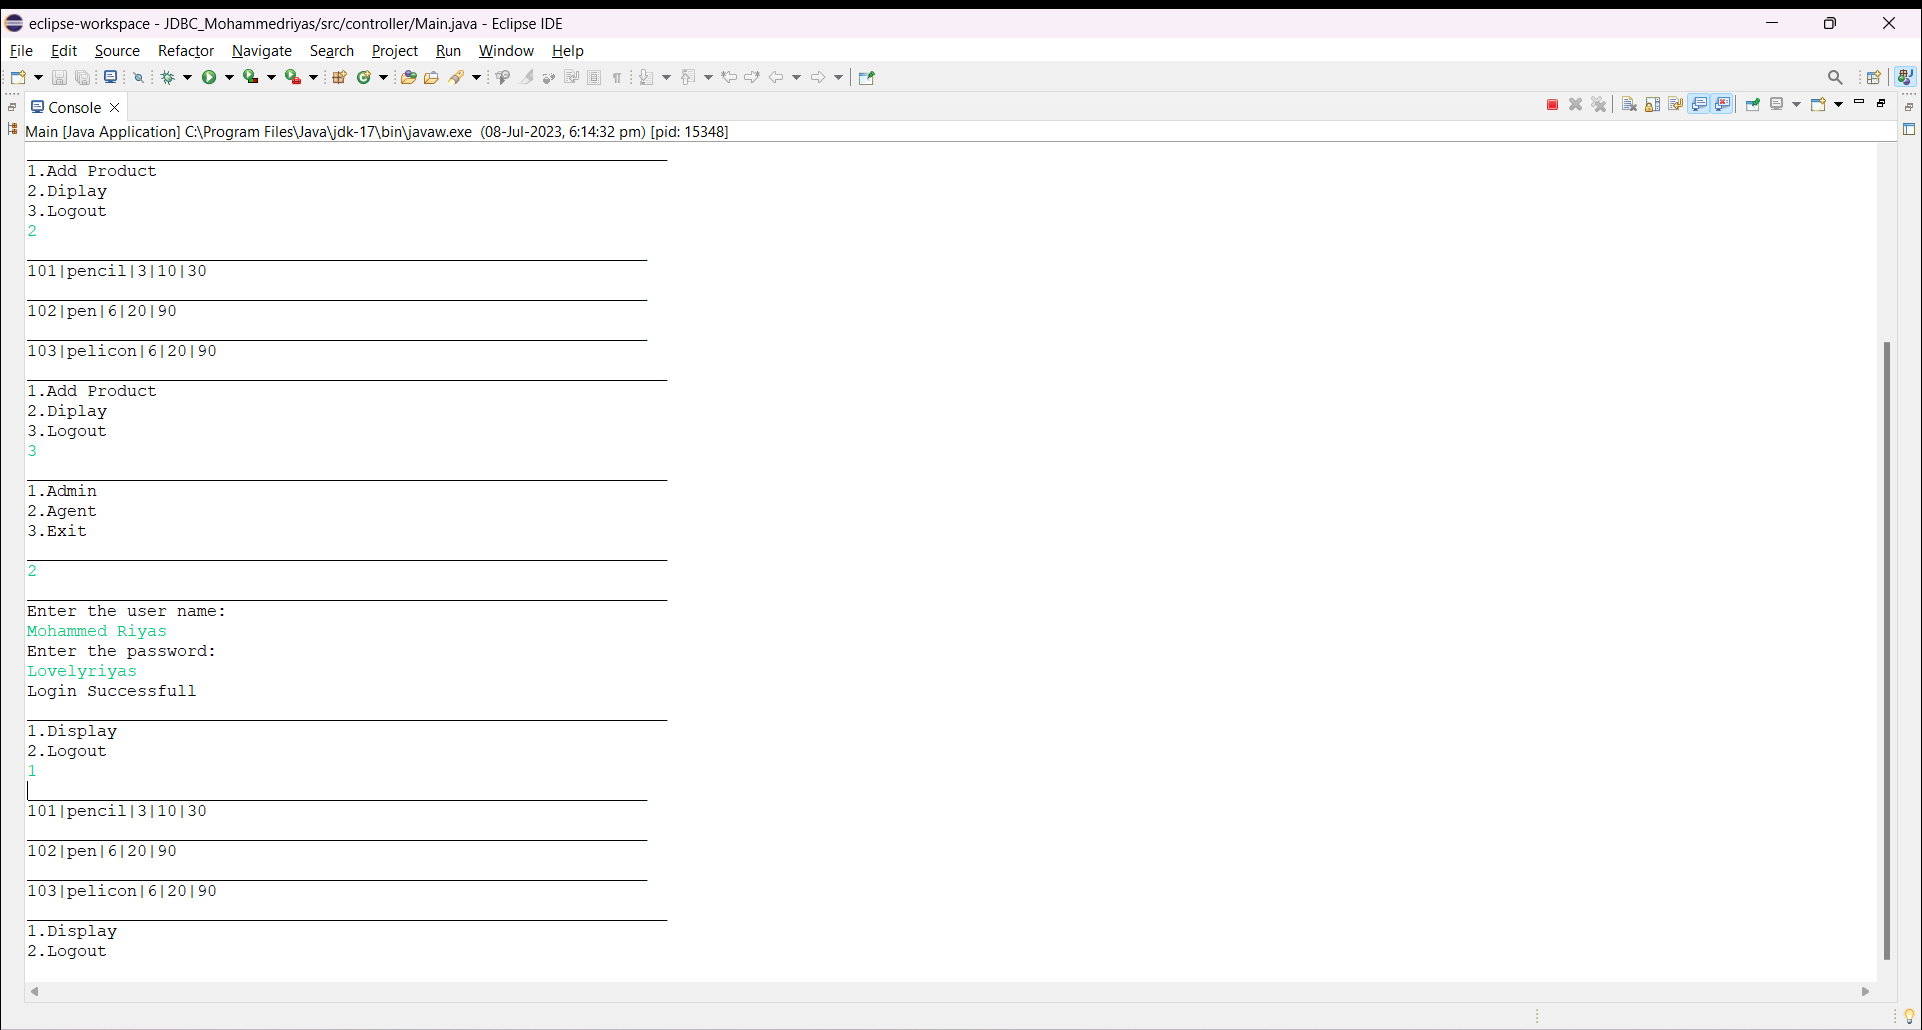 eclipse-workspace - JDBC_Mohammedriyas/src/controller/Main.java - Eclipse IDE
File Edit Source Refactor Navigate Search Project Run Window Help
Console
Main [Java Application] C:\Program Files\Java\jdk-17\bin\javaw.exe (08-Jul-2023, 6:14:32 pm) [pid: 15348]
1.Add Product
2.Diplay
3.Logout
2
101|pencil|3|10|30
102|pen|6|20|90
103|pelicon|6|20|90
1.Add Product
2.Diplay
3.Logout
3
1.Admin
2.Agent
3.Exit
2
Enter the user name:
Mohammed Riyas
Enter the password:
Lovelyriyas
Login Successfull
1.Display
2.Logout
1
101|pencil|3|10|30
102|pen|6|20|90
103|pelicon|6|20|90
1.Display
2.Logout